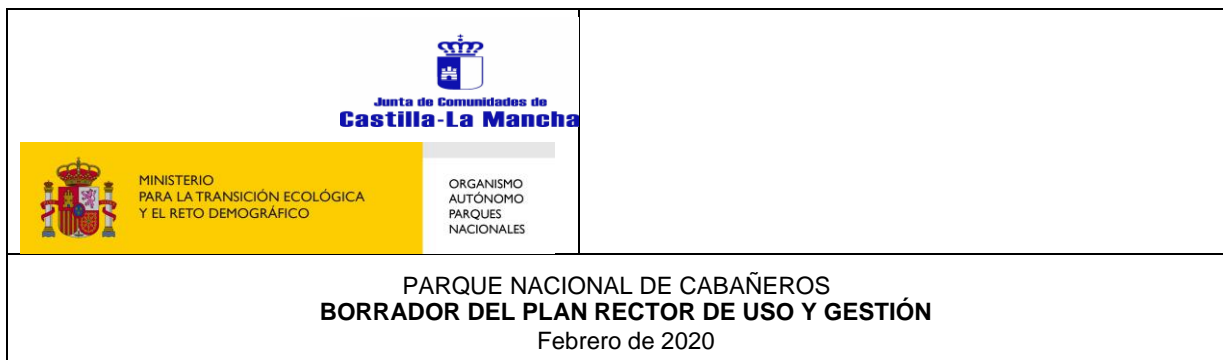 Junta de Comunidades de
Castilla-La Mancha
MINISTERIO
PARA LA TRANSICIÓN ECOLÓGICA
Y EL RETO DEMOGRÁFICO
ORGANISMO
AUTÓNOMO
PARQUES
NACIONALES
PARQUE NACIONAL DE CABAÑEROS
BORRADOR DEL PLAN RECTOR DE USO Y GESTIÓN
Febrero de 2020